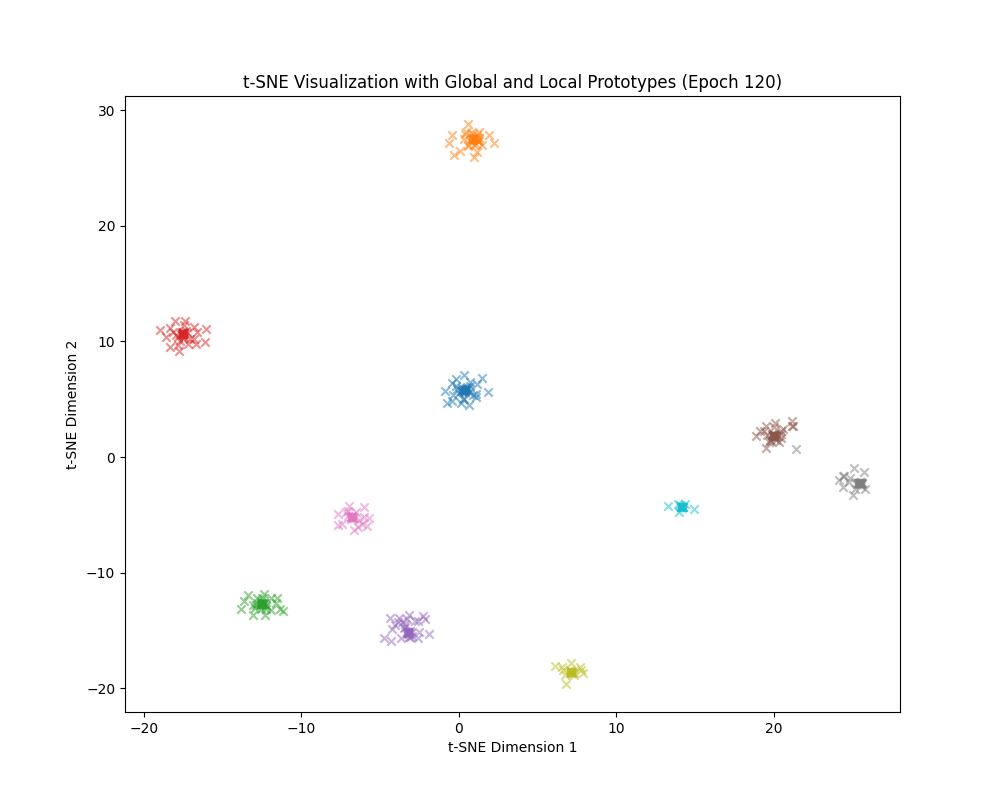 t-SNE Visualization with Global and Local Prototypes (Epoch 120)
30
20
10
0
−10
−20
t-SNE Dimension 2
−20 −10 0 10 20
t-SNE Dimension 1